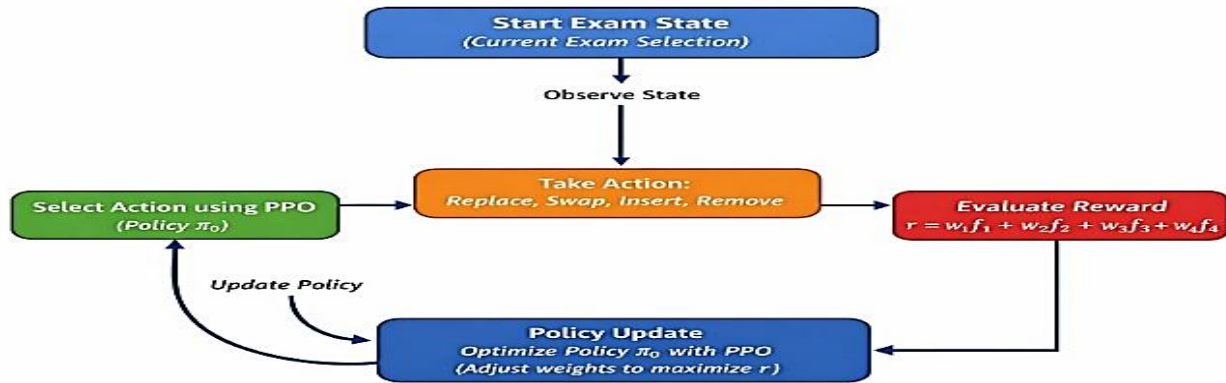 Start Exam State
(Current Exam Selection)
Observe State
Take Action:
Replace, Swap, Insert, Remove
Select Action using PPO
(Policy π₀)
Evaluate Reward
r = w₁f₁ + w₂f₂ + w₃f₃ + w₄f₄
Update Policy
Policy Update
Optimize Policy π₀ with PPO
(Adjust weights to maximize r)